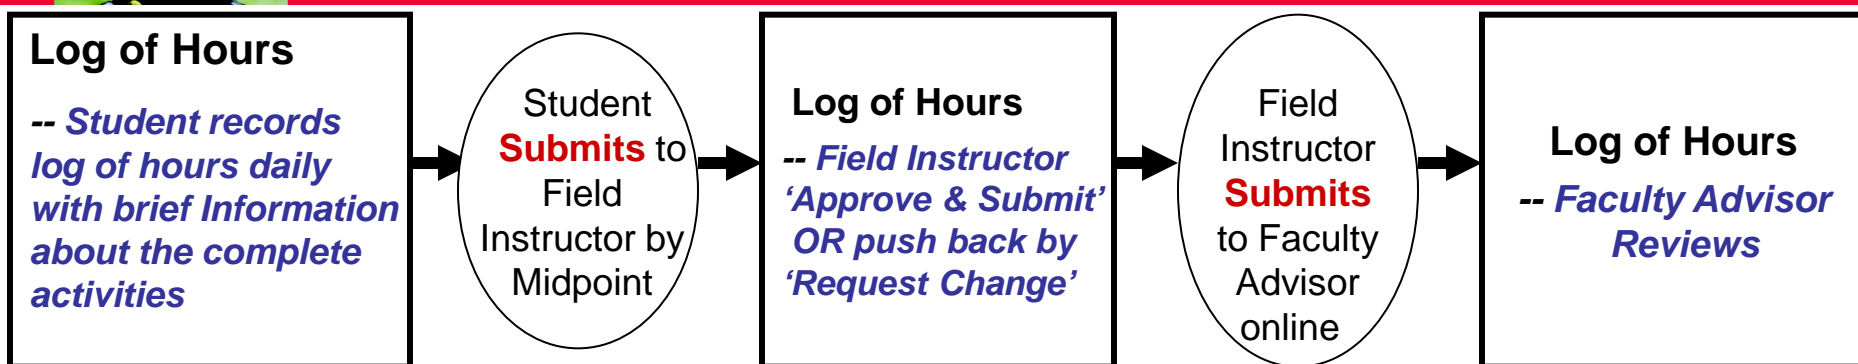 Log of Hours
-- Student records
log of hours daily
with brief Information
about the complete
activities
Student
Submits to
Field
Instructor by
Midpoint
Log of Hours
-- Field Instructor
‘Approve & Submit’
OR push back by
‘Request Change’
Field
Instructor
Submits
to Faculty
Advisor
online
Log of Hours
-- Faculty Advisor
Reviews